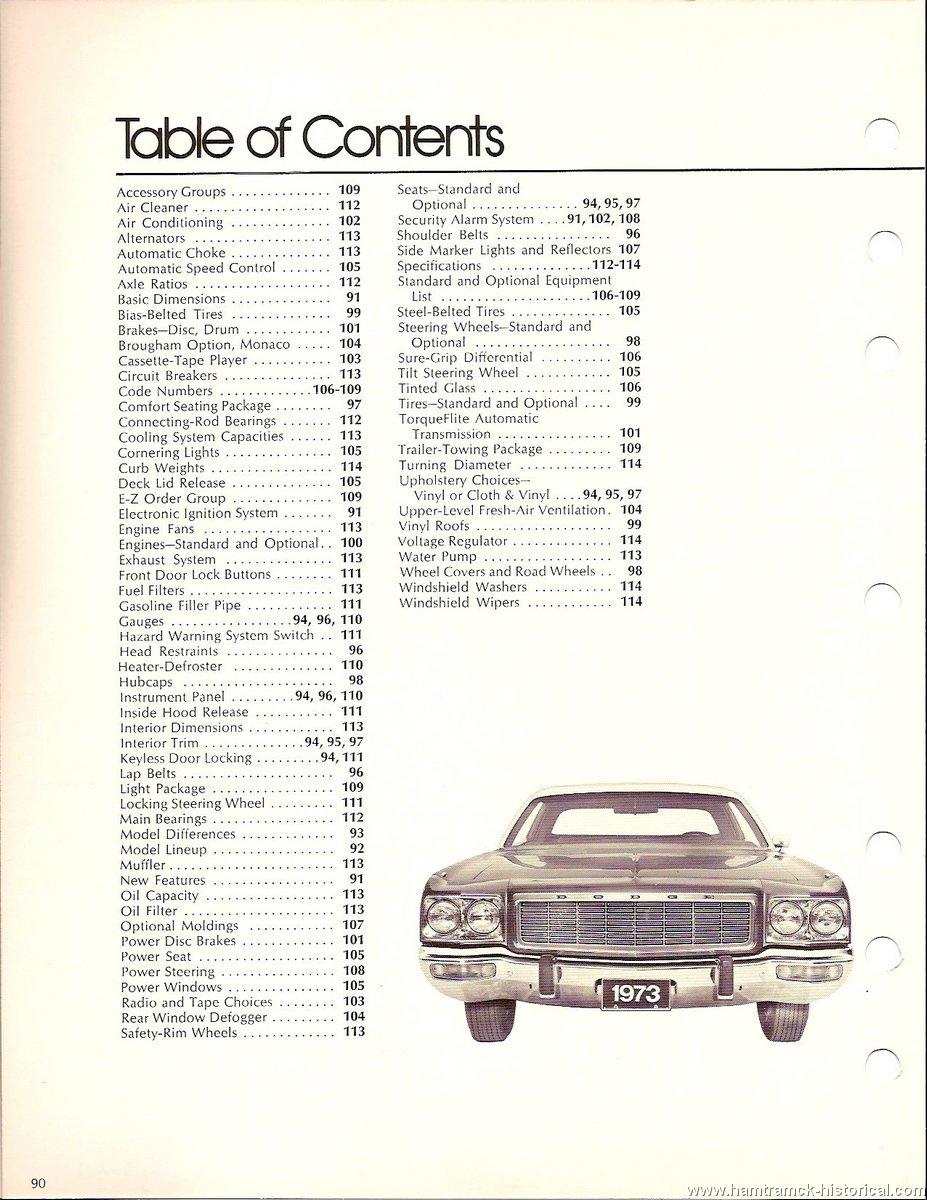 Table of Contents
Accessory Groups . . . . . . . . . . . . . . 109
Air Cleaner . . . . . . . . . . . . . . . . . . . 112
Air Conditioning . . . . . . . . . . . . . . 102
Alternators . . . . . . . . . . . . . . . . . . . 113
Automatic Choke . . . . . . . . . . . . . . 113
Automatic Speed Control . . . . . . . 105
Axle Ratios . . . . . . . . . . . . . . . . . . . 112
Basic Dimensions . . . . . . . . . . . . . . 91
Bias-Belted Tires . . . . . . . . . . . . . . 99
Brakes—Disc, Drum . . . . . . . . . . . . 101
Brougham Option, Monaco . . . . . 104
Cassette-Tape Player . . . . . . . . . . . 103
Circuit Breakers . . . . . . . . . . . . . . . 113
Code Numbers . . . . . . . . . . . . . 106-109
Comfort Seating Package . . . . . . . . 97
Connecting-Rod Bearings . . . . . . . 112
Cooling System Capacities . . . . . . 113
Cornering Lights . . . . . . . . . . . . . . . 105
Curb Weights . . . . . . . . . . . . . . . . . 114
Deck Lid Release . . . . . . . . . . . . . . 105
E-Z Order Group . . . . . . . . . . . . . . 109
Electronic Ignition System . . . . . . . 91
Engine Fans . . . . . . . . . . . . . . . . . . 113
Engines—Standard and Optional . . 100
Exhaust System . . . . . . . . . . . . . . . 113
Front Door Lock Buttons . . . . . . . . 111
Fuel Filters . . . . . . . . . . . . . . . . . . . . 113
Gasoline Filler Pipe . . . . . . . . . . . . 111
Gauges . . . . . . . . . . . . . . . . . 94, 96, 110
Hazard Warning System Switch . . 111
Head Restraints . . . . . . . . . . . . . . . 96
Heater-Defroster . . . . . . . . . . . . . . 110
Hubcaps . . . . . . . . . . . . . . . . . . . . . 98
Instrument Panel . . . . . . . . . 94, 96, 110
Inside Hood Release . . . . . . . . . . . 111
Interior Dimensions . . . . . . . . . . . . 113
Interior Trim . . . . . . . . . . . . . . 94, 95, 97
Keyless Door Locking . . . . . . . . . 94, 111
Lap Belts . . . . . . . . . . . . . . . . . . . . . 96
Light Package . . . . . . . . . . . . . . . . . 109
Locking Steering Wheel . . . . . . . . . 111
Main Bearings . . . . . . . . . . . . . . . . . 112
Model Differences . . . . . . . . . . . . . 93
Model Lineup . . . . . . . . . . . . . . . . . 92
Muffler . . . . . . . . . . . . . . . . . . . . . . . 113
New Features . . . . . . . . . . . . . . . . . 91
Oil Capacity . . . . . . . . . . . . . . . . . . 113
Oil Filter . . . . . . . . . . . . . . . . . . . . . 113
Optional Moldings . . . . . . . . . . . . 107
Power Disc Brakes . . . . . . . . . . . . . 101
Power Seat . . . . . . . . . . . . . . . . . . . 105
Power Steering . . . . . . . . . . . . . . . . 108
Power Windows . . . . . . . . . . . . . . . 105
Radio and Tape Choices . . . . . . . . 103
Rear Window Defogger . . . . . . . . . 104
Safety-Rim Wheels . . . . . . . . . . . . . 113
Seats—Standard and
Optional . . . . . . . . . . . . . . . 94, 95, 97
Security Alarm System . . . . 91, 102, 108
Shoulder Belts . . . . . . . . . . . . . . . . 96
Side Marker Lights and Reflectors 107
Specifications . . . . . . . . . . . . . . 112-114
Standard and Optional Equipment
List . . . . . . . . . . . . . . . . . . . . . 106-109
Steel-Belted Tires . . . . . . . . . . . . . . 105
Steering Wheels—Standard and
Optional . . . . . . . . . . . . . . . . . . . 98
Sure-Grip Differential . . . . . . . . . . 106
Tilt Steering Wheel . . . . . . . . . . . . 105
Tinted Glass . . . . . . . . . . . . . . . . . . 106
Tires—Standard and Optional . . . . 99
TorqueFlite Automatic
Transmission . . . . . . . . . . . . . . . . 101
Trailer-Towing Package . . . . . . . . . 109
Turning Diameter . . . . . . . . . . . . . 114
Upholstery Choices—
Vinyl or Cloth & Vinyl . . . . 94, 95, 97
Upper-Level Fresh-Air Ventilation . 104
Vinyl Roofs . . . . . . . . . . . . . . . . . . . 99
Voltage Regulator . . . . . . . . . . . . . . 114
Water Pump . . . . . . . . . . . . . . . . . . 113
Wheel Covers and Road Wheels . . 98
Windshield Washers . . . . . . . . . . . 114
Windshield Wipers . . . . . . . . . . . . 114
DODGE
1973
90
www.hamtramck-historical.com